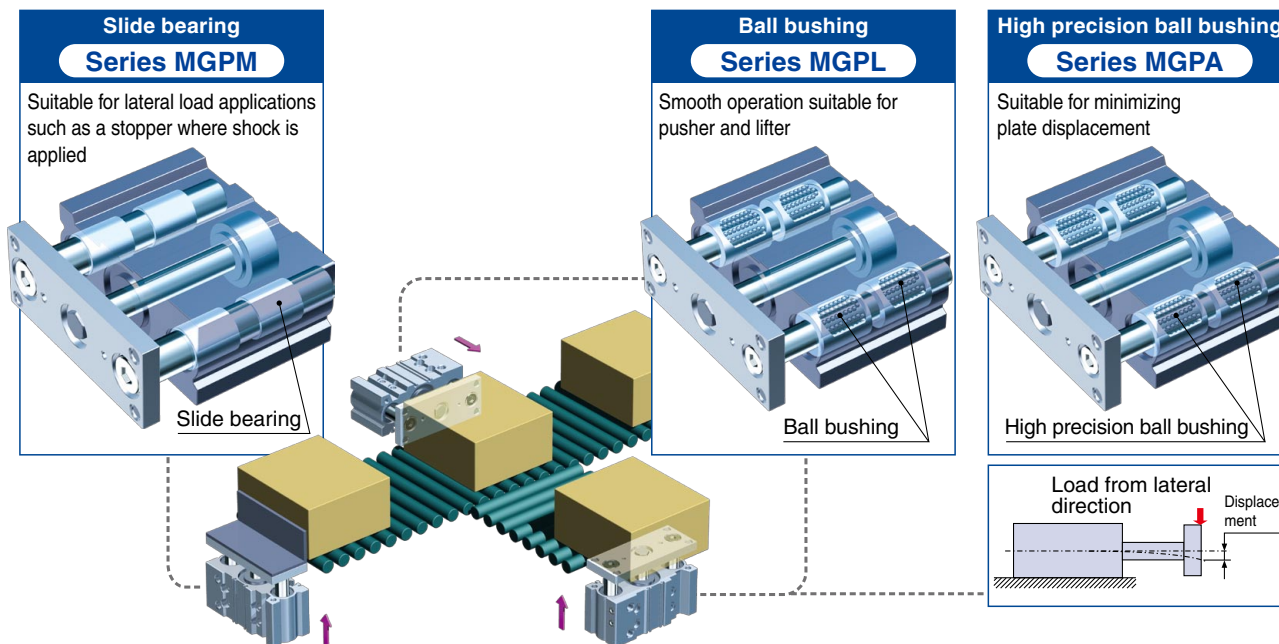 Slide bearing
Series MGPM
Suitable for lateral load applications
such as a stopper where shock is
applied
Slide bearing
Ball bushing
Series MGPL
Smooth operation suitable for
pusher and lifter
Ball bushing
High precision ball bushing
Series MGPA
Suitable for minimizing
plate displacement
High precision ball bushing
Load from lateral
direction
Displace
ment